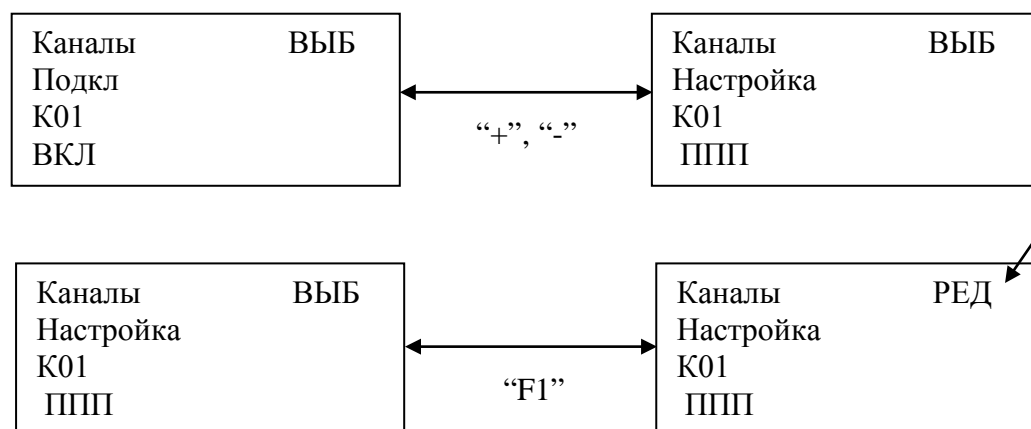 Каналы ВЫБ
Подкл
К01
ВКЛ
“+”, “-”
Каналы ВЫБ
Настройка
К01
ППП
Каналы ВЫБ
Настройка
К01
ППП
“F1”
Каналы РЕД
Настройка
К01
ППП